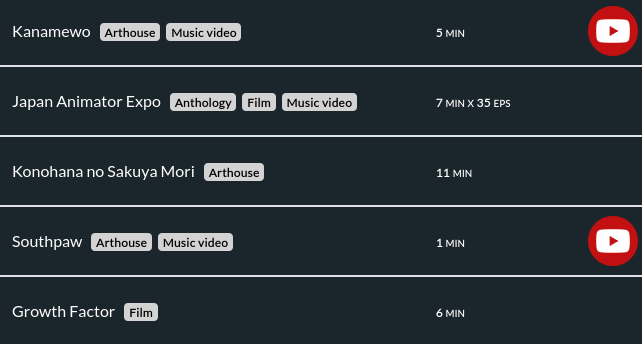 Kanamewo Arthouse Music video 5 MIN
Japan Animator Expo Anthology Film Music video 7 MIN X 35 EPS
Konohana no Sakuya Mori Arthouse 11 MIN
Southpaw Arthouse Music video 1 MIN
Growth Factor Film 6 MIN